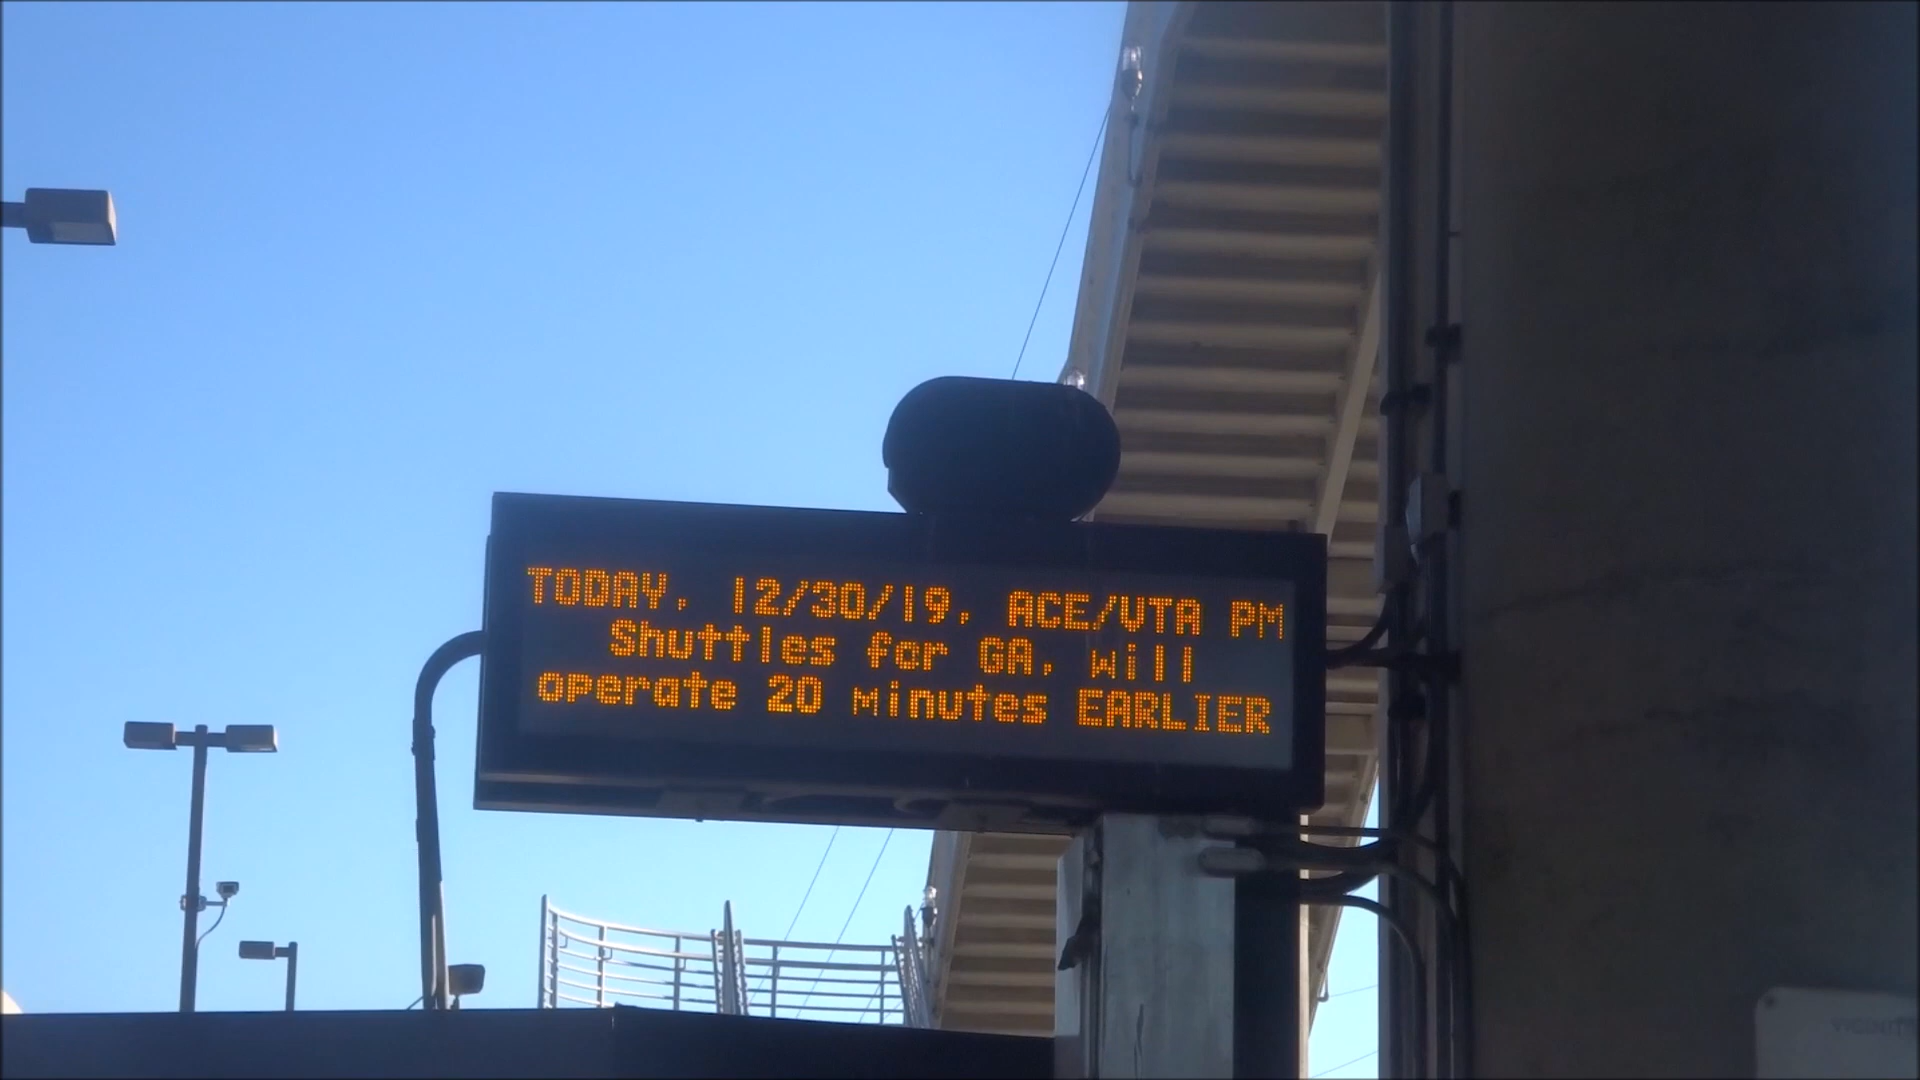 TODAY, 12/30/19, ACE/VTA PM
Shuttles for GA, will
operate 20 minutes EARLIER